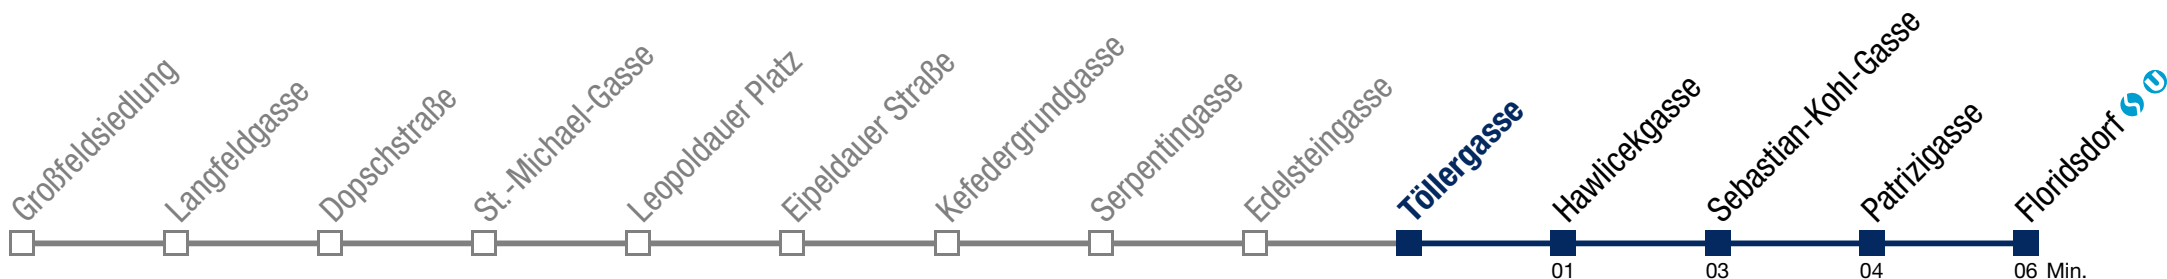 Großfeldsiedlung
Langfeldgasse
Dopschstraße
St.-Michael-Gasse
Leopoldauer Platz
Eipeldauer Straße
Kefedergrundgasse
Serpentingasse
Edelsteingasse
Töllergasse
Hawlicekgasse
Sebastian-Kohl-Gasse
Patrizigasse
Floridsdorf S U
01
03
04
06 Min.